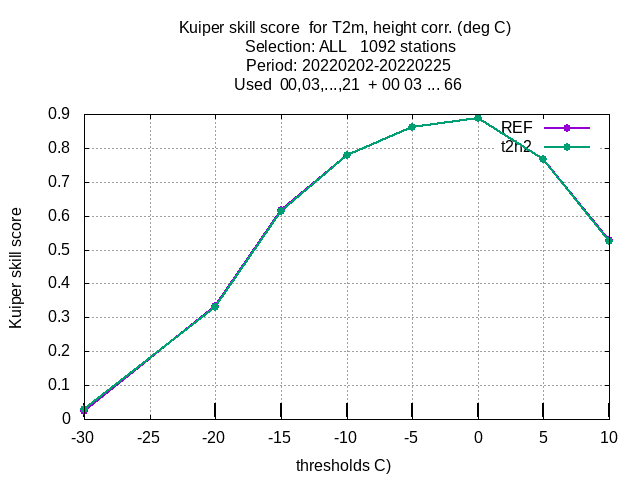 Kuiper skill score  for T2m, height corr. (deg C)
Selection: ALL   1092 stations
Period: 20220202-20220225
Used  00,03,...,21  + 00 03 ... 66
REF
t2h2
0.9
0.8
0.7
0.6
0.5
0.4
0.3
0.2
0.1
0
Kuiper skill score
-30 -25 -20 -15 -10 -5 0 5 10
thresholds C)